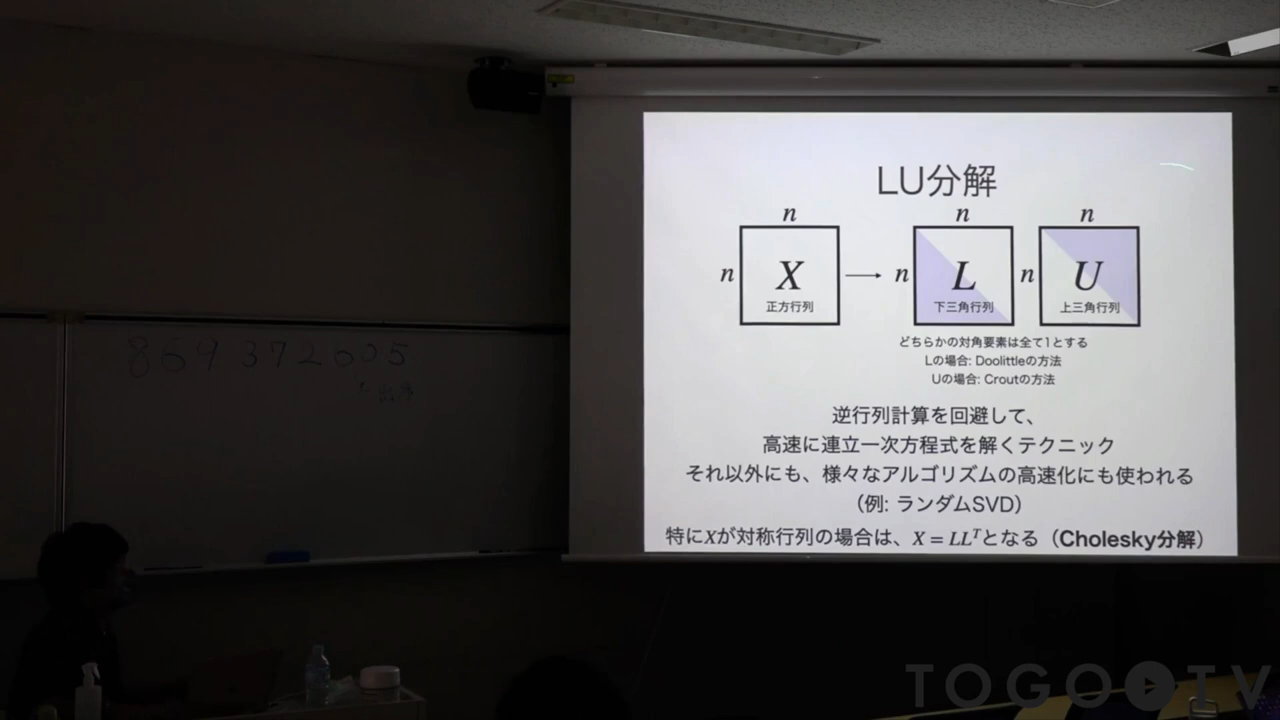 LU分解
n n n
n X n L n U
正方行列 下三角行列 上三角行列
どちらかの対角要素は全て1とする
Lの場合: Doolittleの方法
Uの場合: Croutの方法
逆行列計算を回避して、
高速に連立一次方程式を解くテクニック
それ以外にも、様々なアルゴリズムの高速化にも使われる
（例: ランダムSVD）
特にXが対称行列の場合は、X = LLᵀとなる（Cholesky分解）
869 372 605
TOGO TV